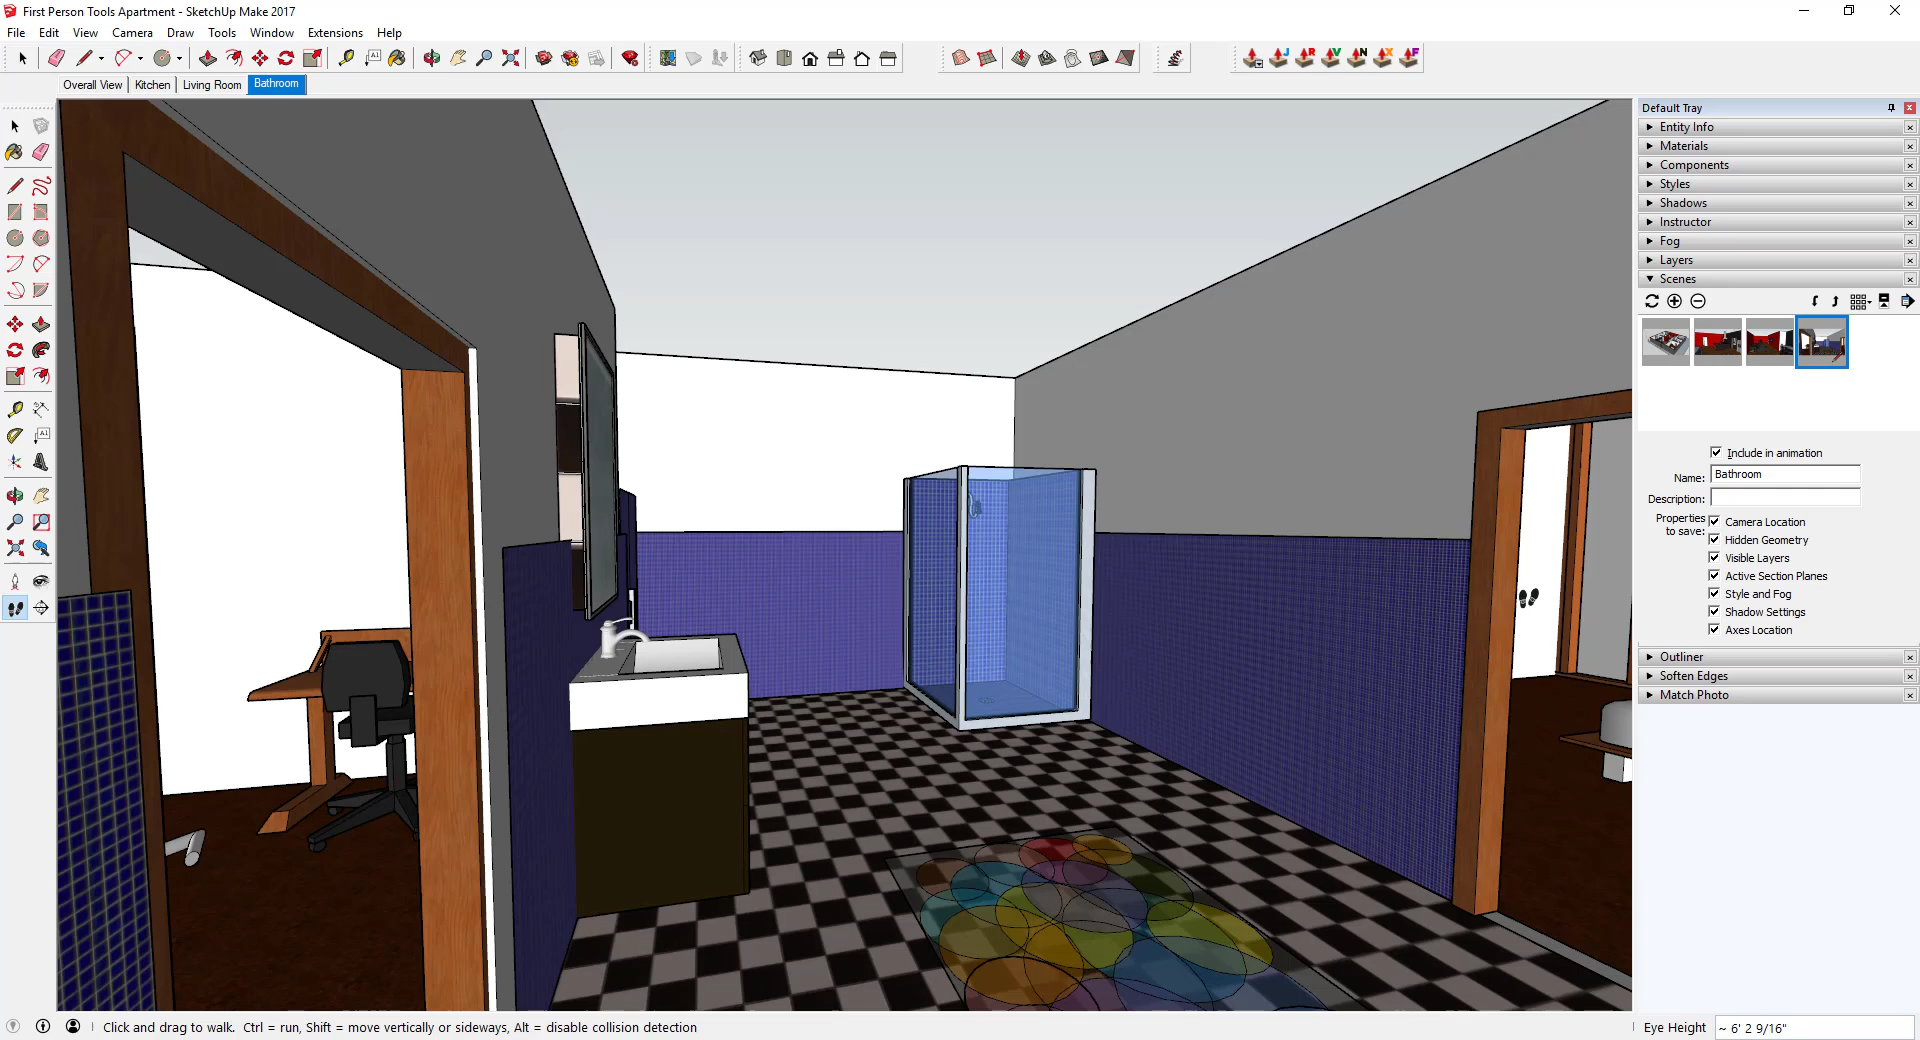 First Person Tools Apartment - SketchUp Make 2017
File Edit View Camera Draw Tools Window Extensions Help
A1
J R V N X F
Overall View Kitchen Living Room Bathroom
Default Tray
Entity Info
Materials
Components
Styles
Shadows
Instructor
Fog
Layers
Scenes
Include in animation
Name: Bathroom
Description:
Properties to save:
Camera Location
Hidden Geometry
Visible Layers
Active Section Planes
Style and Fog
Shadow Settings
Axes Location
Outliner
Soften Edges
Match Photo
A1
Click and drag to walk. Ctrl = run, Shift = move vertically or sideways, Alt = disable collision detection
Eye Height ~ 6' 2 9/16"